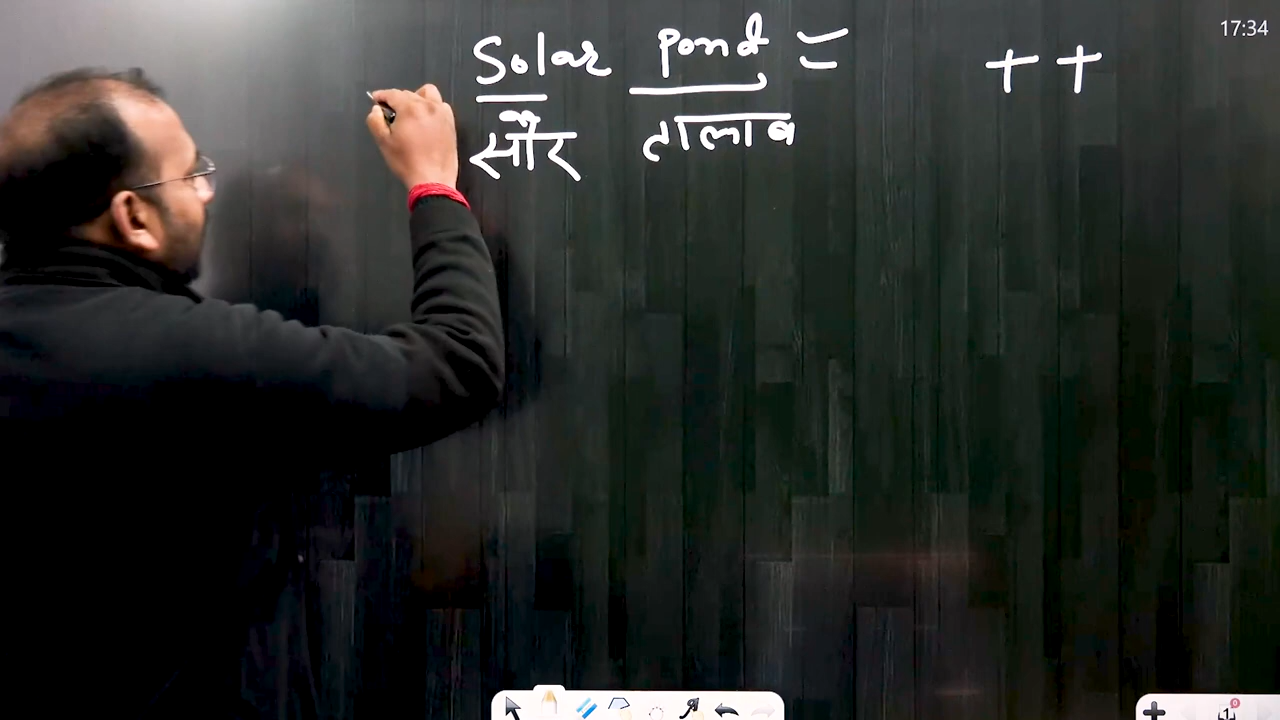 Solar pond = ++
सौर तालाब
17:34